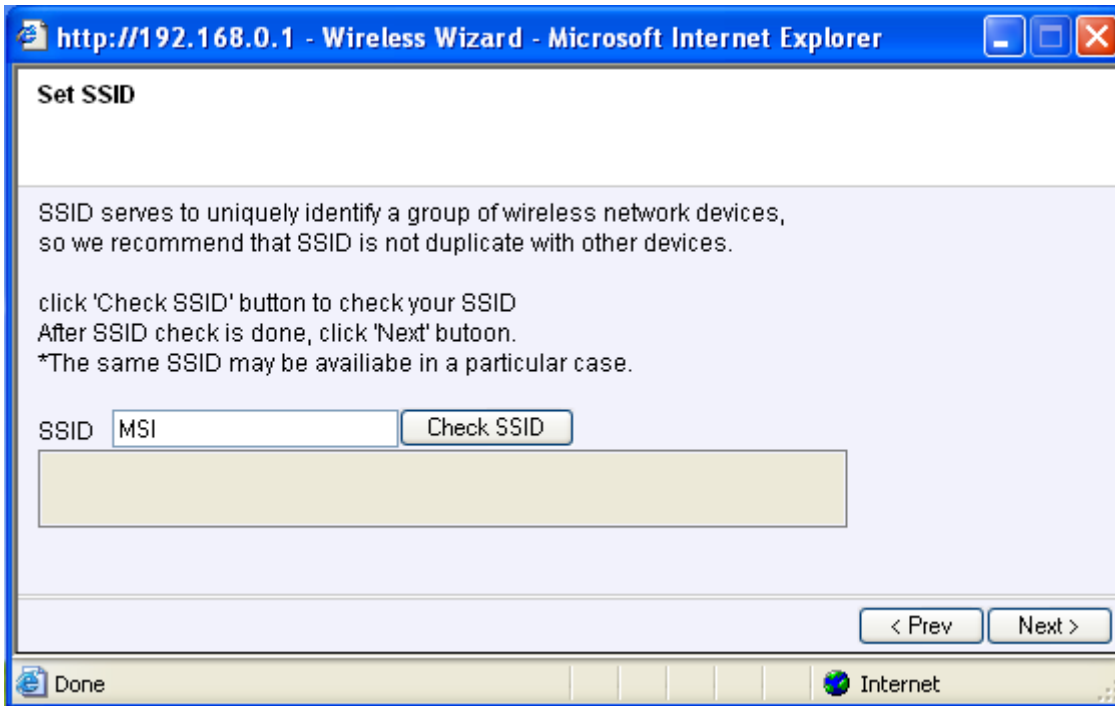 http://192.168.0.1 - Wireless Wizard - Microsoft Internet Explorer
Set SSID
SSID serves to uniquely identify a group of wireless network devices,
so we recommend that SSID is not duplicate with other devices.
click 'Check SSID' button to check your SSID
After SSID check is done, click 'Next' butoon.
*The same SSID may be availiabe in a particular case.
SSID MSI Check SSID
< Prev Next >
Done Internet